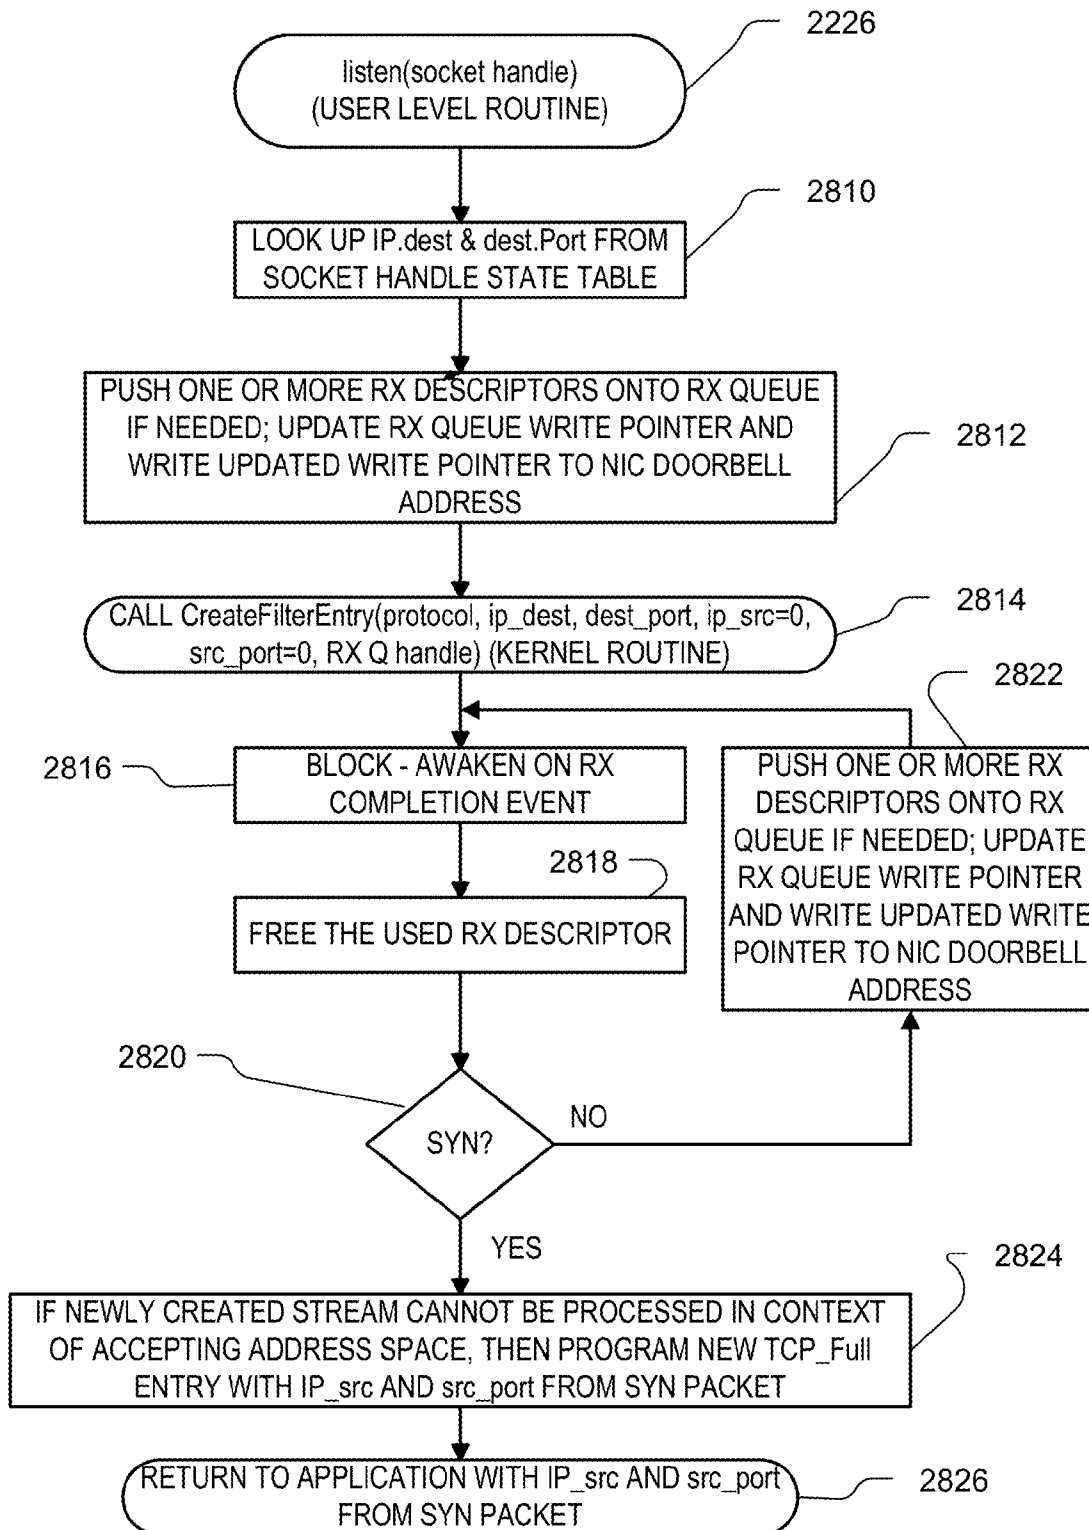 2226
listen(socket handle)
(USER LEVEL ROUTINE)
2810
LOOK UP IP.dest & dest.Port FROM
SOCKET HANDLE STATE TABLE
PUSH ONE OR MORE RX DESCRIPTORS ONTO RX QUEUE
IF NEEDED; UPDATE RX QUEUE WRITE POINTER AND
WRITE UPDATED WRITE POINTER TO NIC DOORBELL
ADDRESS
2812
CALL CreateFilterEntry(protocol, ip_dest, dest_port, ip_src=0,
src_port=0, RX Q handle) (KERNEL ROUTINE)
2814
2822
2816
BLOCK - AWAKEN ON RX
COMPLETION EVENT
PUSH ONE OR MORE RX
DESCRIPTORS ONTO RX
QUEUE IF NEEDED; UPDATE
RX QUEUE WRITE POINTER
AND WRITE UPDATED WRITE
POINTER TO NIC DOORBELL
ADDRESS
2818
FREE THE USED RX DESCRIPTOR
2820
SYN?
NO
YES
2824
IF NEWLY CREATED STREAM CANNOT BE PROCESSED IN CONTEXT
OF ACCEPTING ADDRESS SPACE, THEN PROGRAM NEW TCP_Full
ENTRY WITH IP_src AND src_port FROM SYN PACKET
RETURN TO APPLICATION WITH IP_src AND src_port
FROM SYN PACKET
2826